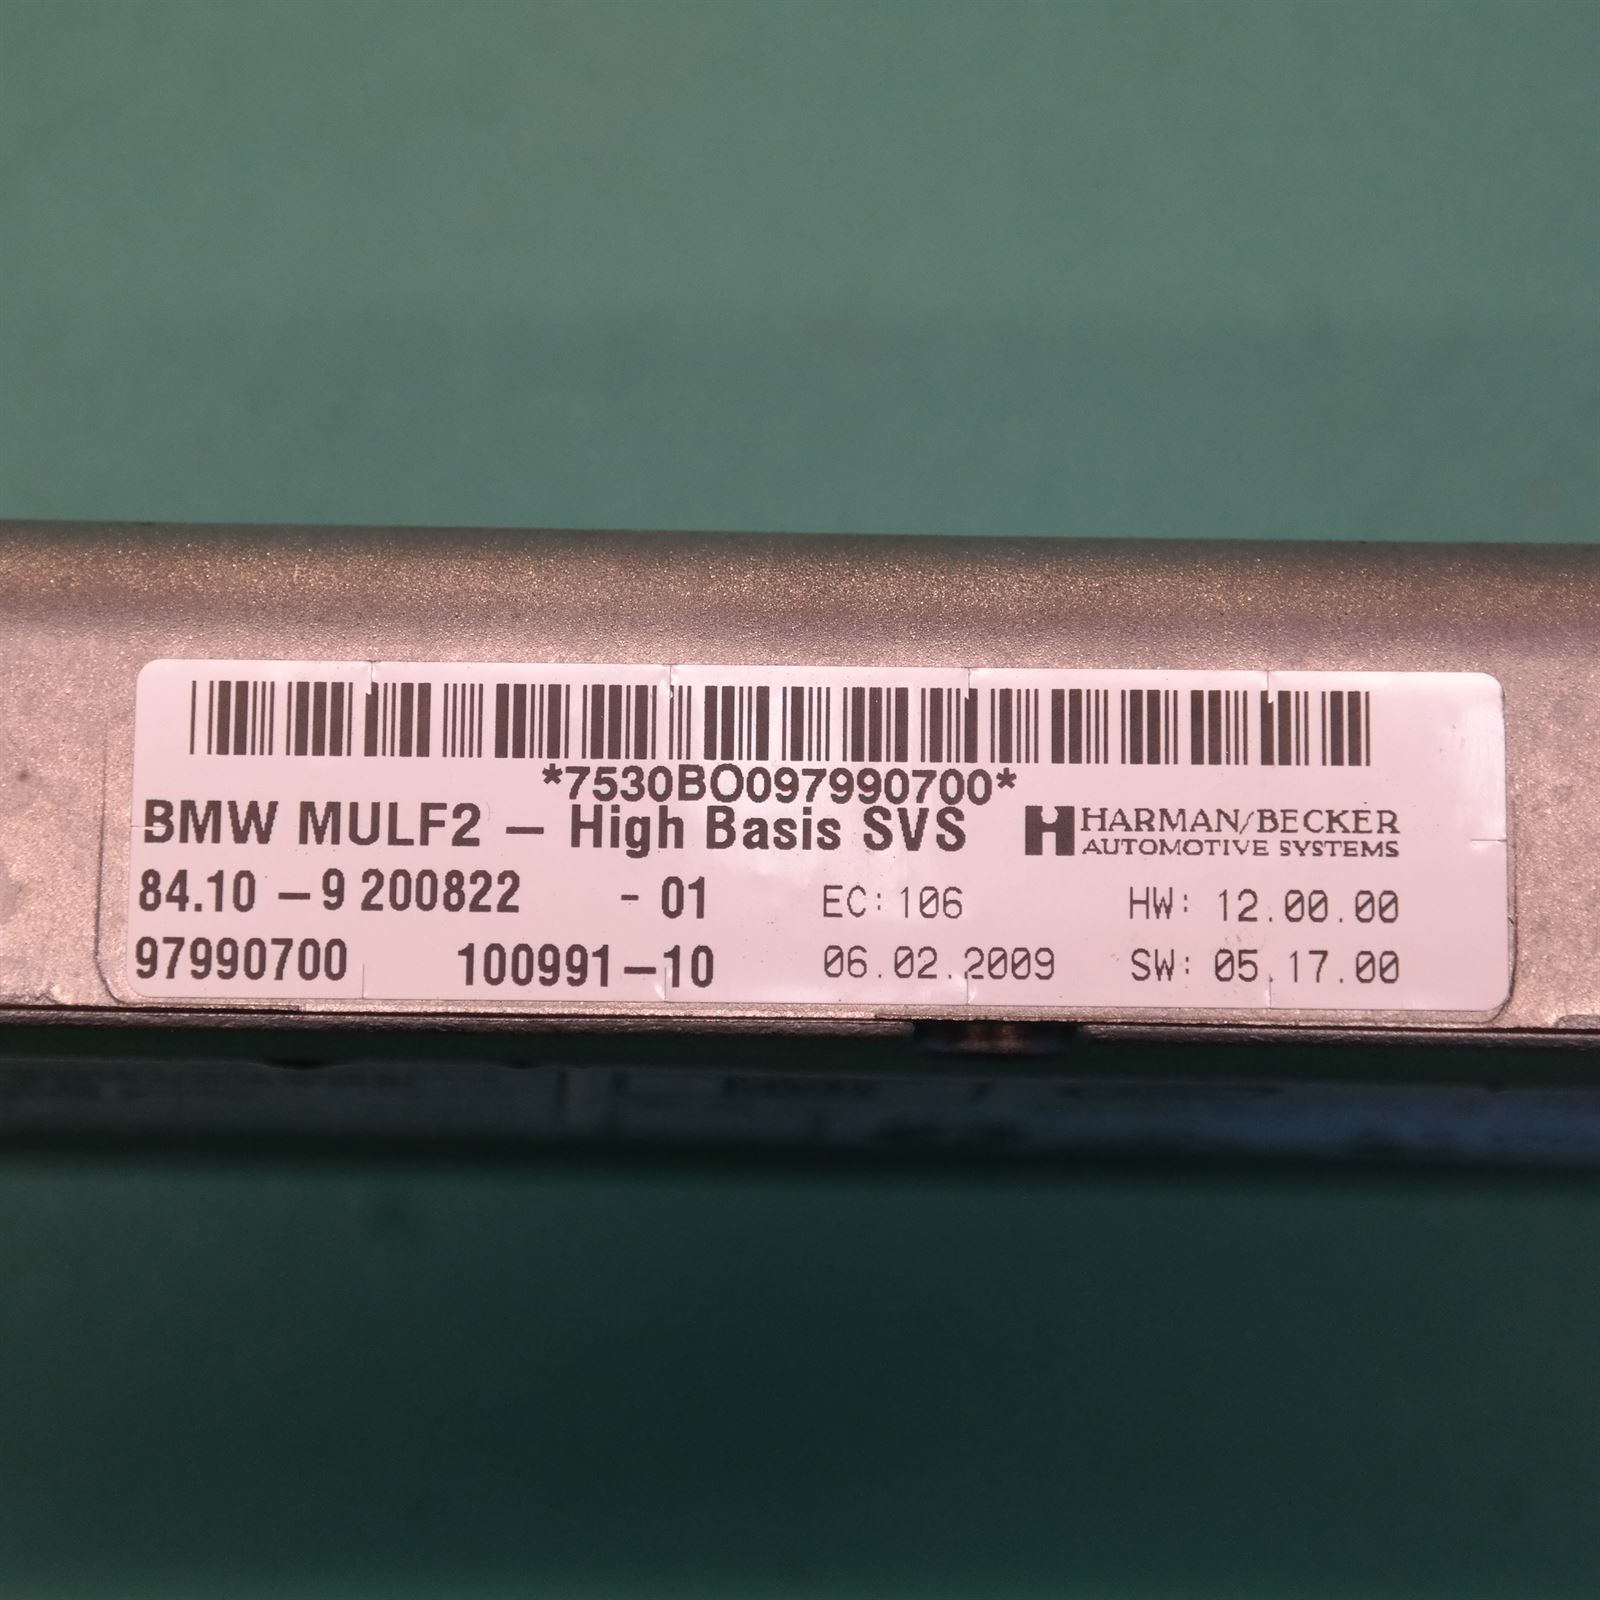 *7530BO097990700*
BMW MULF2 – High Basis SVS
HARMAN/BECKER
AUTOMOTIVE SYSTEMS
84.10 – 9 200822 - 01 EC: 106 HW: 12.00.00
97990700 100991–10 06.02.2009 SW: 05.17.00